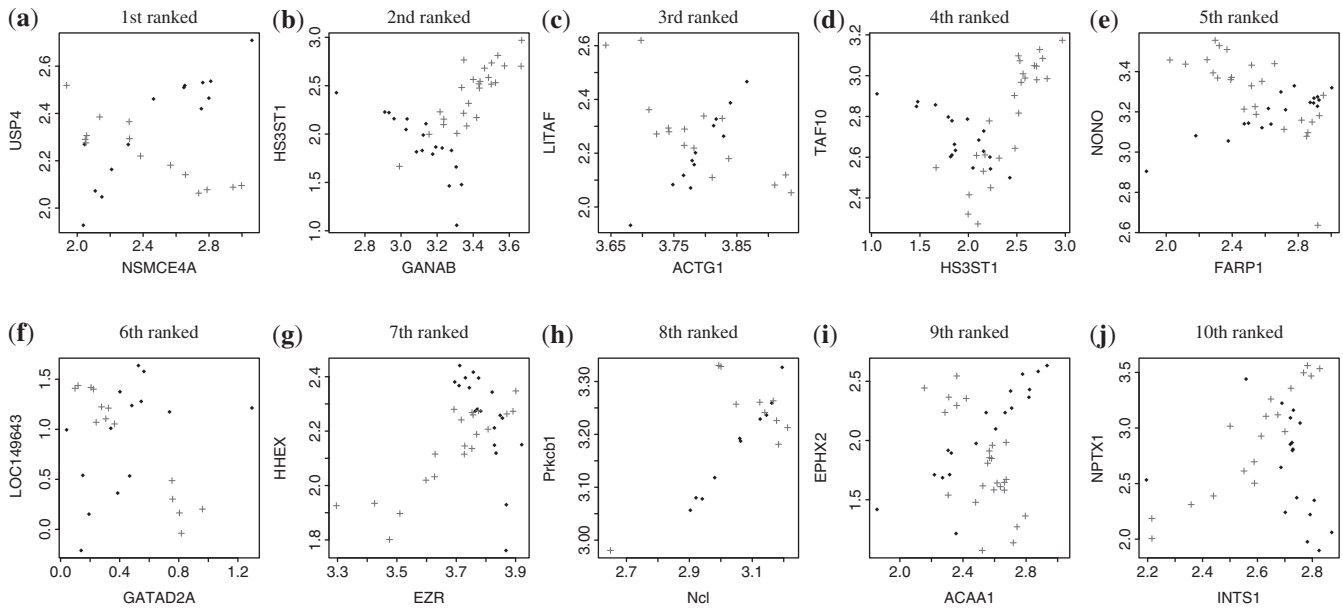 (a) 1st ranked
USP4
2.0 2.2 2.4 2.6
2.0 2.4 2.8
NSMCE4A
(b) 2nd ranked
HS3ST1
1.0 1.5 2.0 2.5 3.0
2.8 3.0 3.2 3.4 3.6
GANAB
(c) 3rd ranked
LITAF
2.0 2.2 2.4 2.6
3.65 3.75 3.85
ACTG1
(d) 4th ranked
TAF10
2.4 2.6 2.8 3.0 3.2
1.0 1.5 2.0 2.5 3.0
HS3ST1
(e) 5th ranked
NONO
2.6 2.8 3.0 3.2 3.4
2.0 2.2 2.4 2.6 2.8 3.0
FARP1
(f) 6th ranked
LOC149643
0.0 0.5 1.0 1.5
0.0 0.4 0.8 1.2
GATAD2A
(g) 7th ranked
HHEX
1.8 2.0 2.2 2.4
3.3 3.5 3.7 3.9
EZR
(h) 8th ranked
Prkcb1
3.00 3.10 3.20 3.30
2.7 2.9 3.1
Ncl
(i) 9th ranked
EPHX2
1.5 2.0 2.5
2.0 2.4 2.8
ACAA1
(j) 10th ranked
NPTX1
2.0 2.5 3.0 3.5
2.2 2.4 2.6 2.8
INTS1